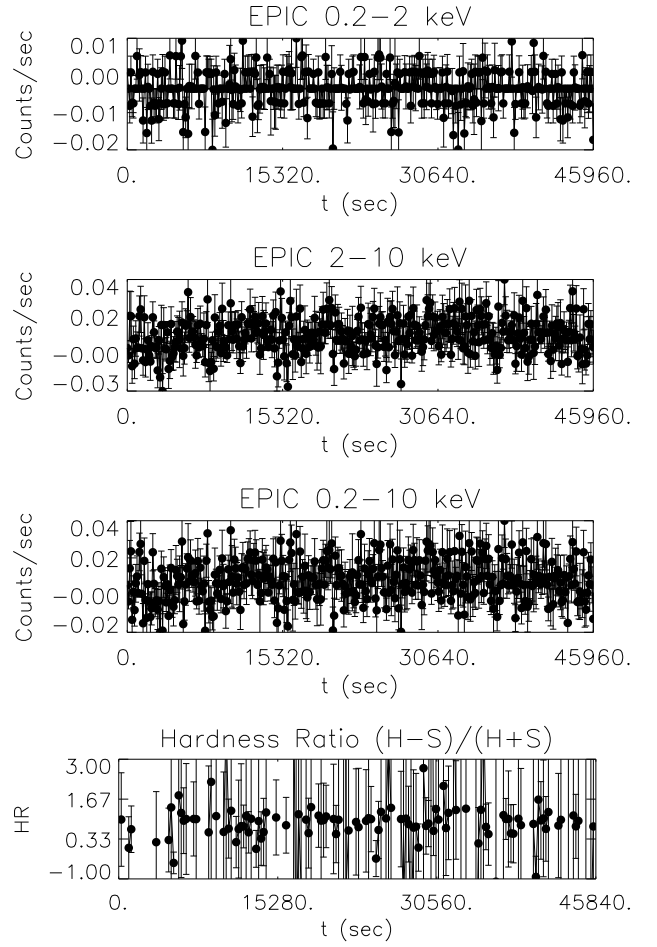 EPIC 0.2−2 keV
Counts/sec
0.01
0.00
−0.01
−0.02
0. 15320. 30640. 45960.
t (sec)
EPIC 2−10 keV
Counts/sec
0.04
0.02
−0.00
−0.03
0. 15320. 30640. 45960.
t (sec)
EPIC 0.2−10 keV
Counts/sec
0.04
0.02
−0.00
−0.02
0. 15320. 30640. 45960.
t (sec)
Hardness Ratio (H−S)/(H+S)
HR
3.00
1.67
0.33
−1.00
0. 15280. 30560. 45840.
t (sec)